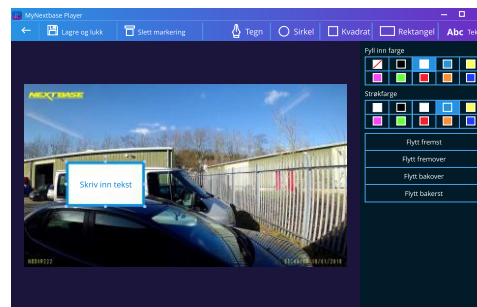 MyNextbase Player
Lagre og lukk
Slett markering
Tegn
Sirkel
Kvadrat
Rektangel
Abc
Fyll inn farge
Strøkfarge
Flytt fremst
Flytt fremover
Flytt bakover
Flytt bakerst
NEXTBASE
Skriv inn tekst